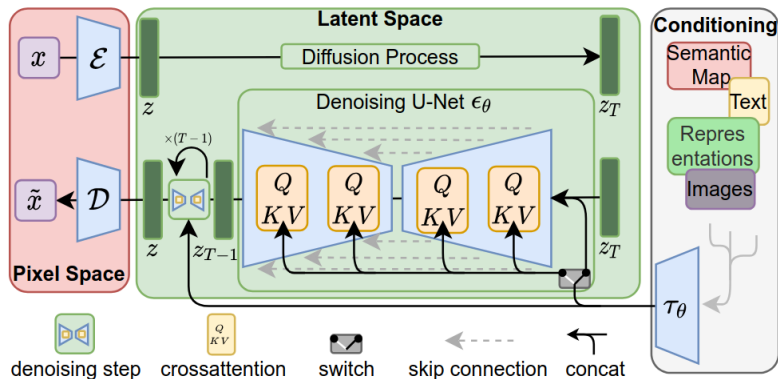 Latent Space
Conditioning
x
ℰ
z
Diffusion Process
z_T
Semantic
Map
Text
Repres
entations
Images
Denoising U-Net ϵ_θ
×(T−1)
x̃
𝒟
z
z_{T−1}
Q
KV
Q
KV
Q
KV
Q
KV
z_T
Pixel Space
τ_θ
Q
KV
denoising step
crossattention
switch
skip connection
concat